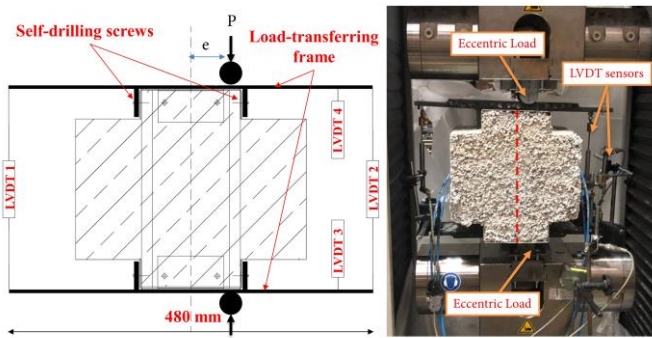 Self-drilling screws
P
e
Load-transferring
frame
LVDT 1
LVDT 4
LVDT 3
LVDT 2
480 mm
Eccentric Load
LVDT sensors
Eccentric Load